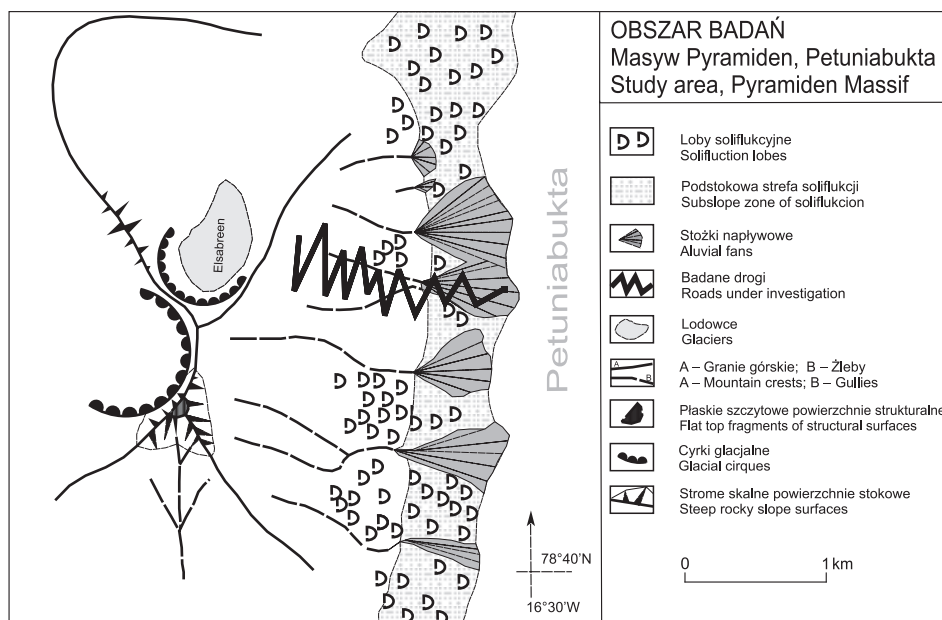 OBSZAR BADAŃ
Masyw Pyramiden, Petuniabukta
Study area, Pyramiden Massif
Loby soliflukcyjne
Solifluction lobes
Podstokowa strefa soliflukcji
Subslope zone of soliflukcion
Stożki napływowe
Aluvial fans
Badane drogi
Roads under investigation
Lodowce
Glaciers
A
B
A – Granie górskie; B – Żleby
A – Mountain crests; B – Gullies
Płaskie szczytowe powierzchnie strukturalne
Flat top fragments of structural surfaces
Cyrki glacjalne
Glacial cirques
Strome skalne powierzchnie stokowe
Steep rocky slope surfaces
0 1 km
Elsabreen
Petuniabukta
78°40'N
16°30'W